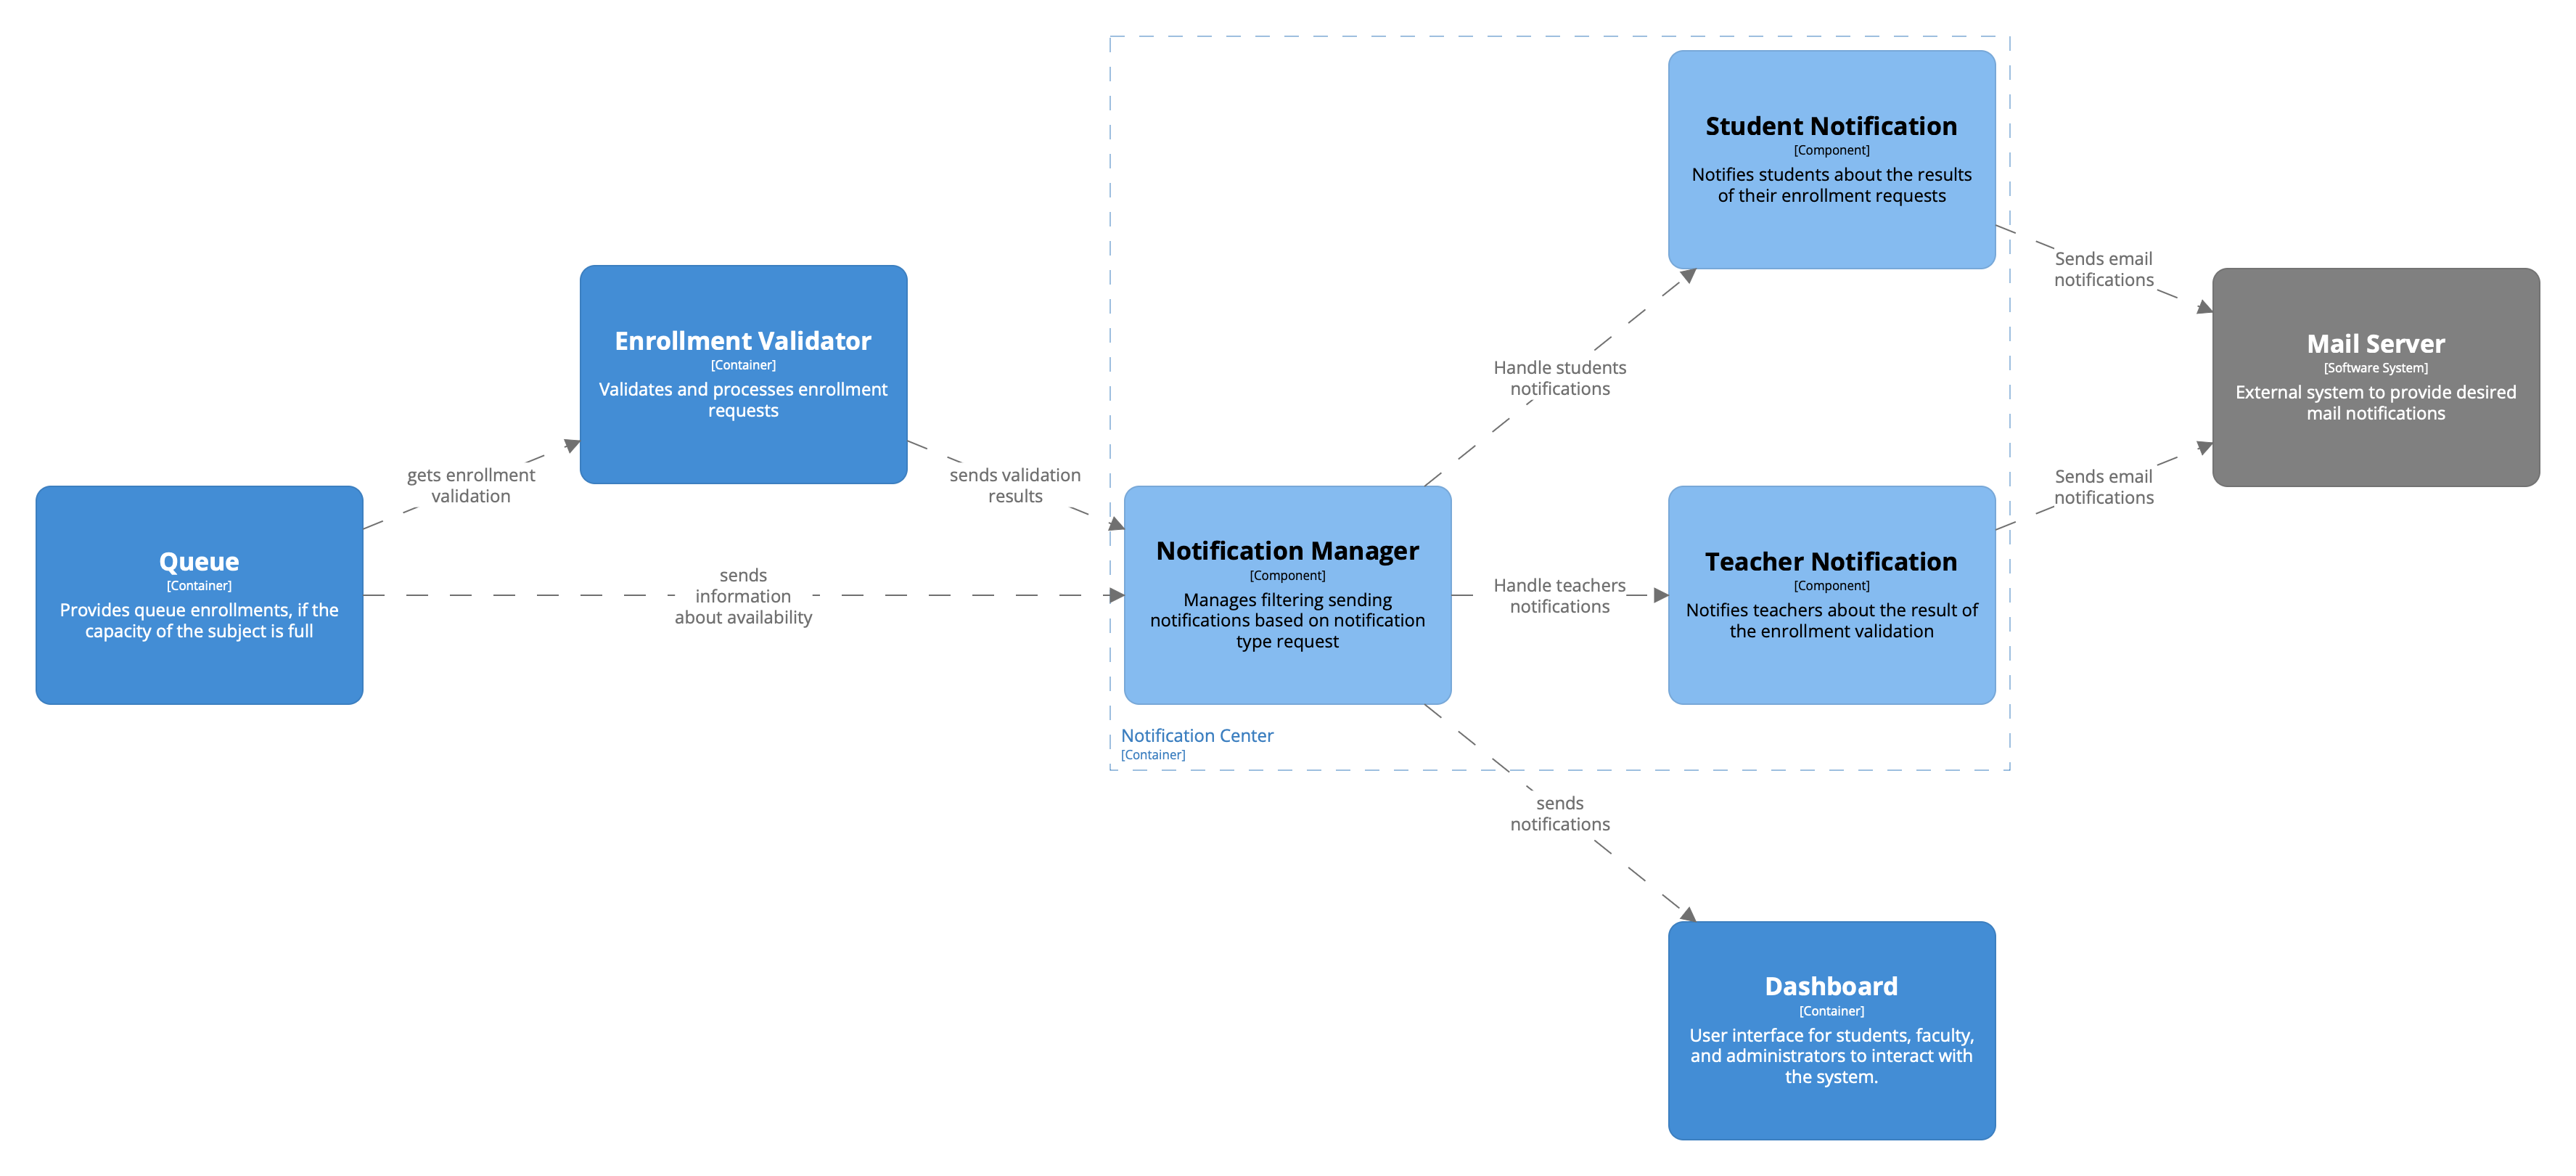 Student Notification
[Component]
Notifies students about the results
of their enrollment requests
Sends email
notifications
Enrollment Validator
[Container]
Validates and processes enrollment
requests
Mail Server
[Software System]
External system to provide desired
mail notifications
Handle students
notifications
gets enrollment
validation
sends validation
results
Sends email
notifications
Queue
[Container]
Provides queue enrollments, if the
capacity of the subject is full
sends
information
about availability
Notification Manager
[Component]
Manages filtering sending
notifications based on notification
type request
Handle teachers
notifications
Teacher Notification
[Component]
Notifies teachers about the result of
the enrollment validation
Notification Center
[Container]
sends
notifications
Dashboard
[Container]
User interface for students, faculty,
and administrators to interact with
the system.